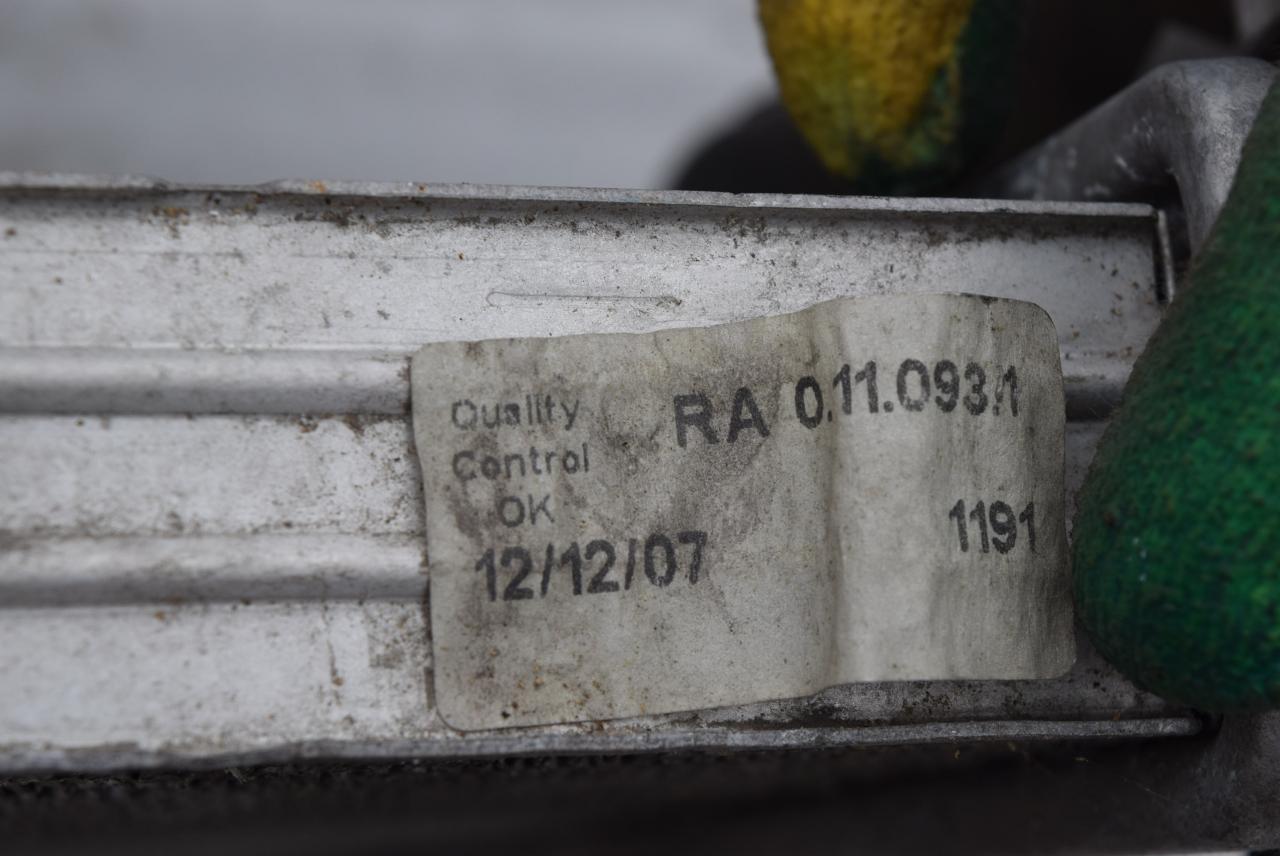 Quality
Control
OK
RA 0.11.093/1
12/12/07
1191